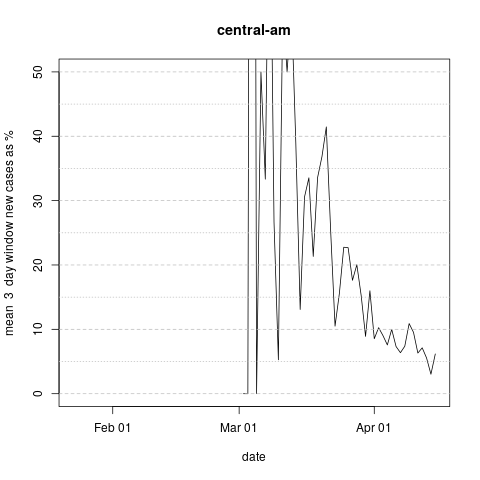 central-am
mean 3 day window new cases as %
50
40
30
20
10
0
Feb 01
Mar 01
Apr 01
date